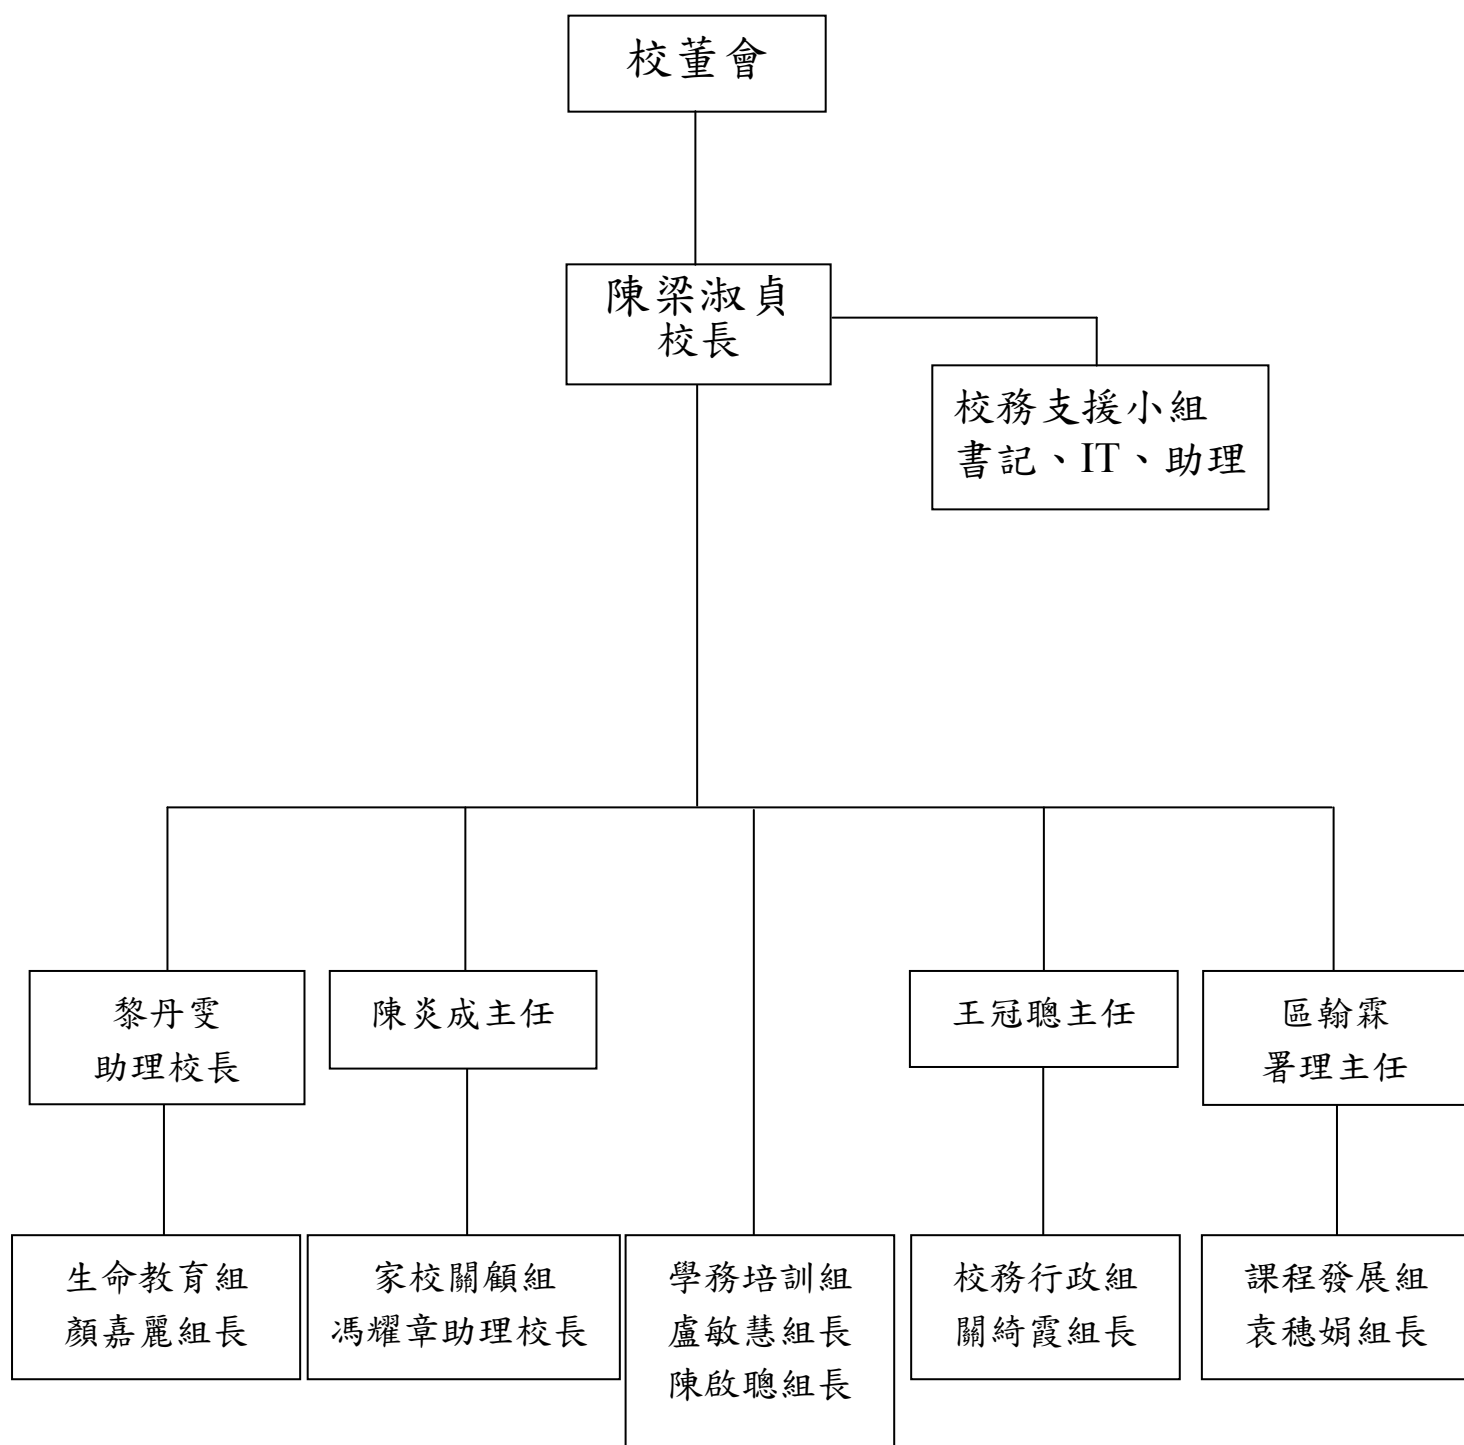 校董會
陳梁淑貞
校長
校務支援小組
書記、IT、助理
黎丹雯
助理校長
陳炎成主任
王冠聰主任
區翰霖
署理主任
生命教育組
顏嘉麗組長
家校關顧組
馮耀章助理校長
學務培訓組
盧敏慧組長
陳啟聰組長
校務行政組
關綺霞組長
課程發展組
袁穗娟組長